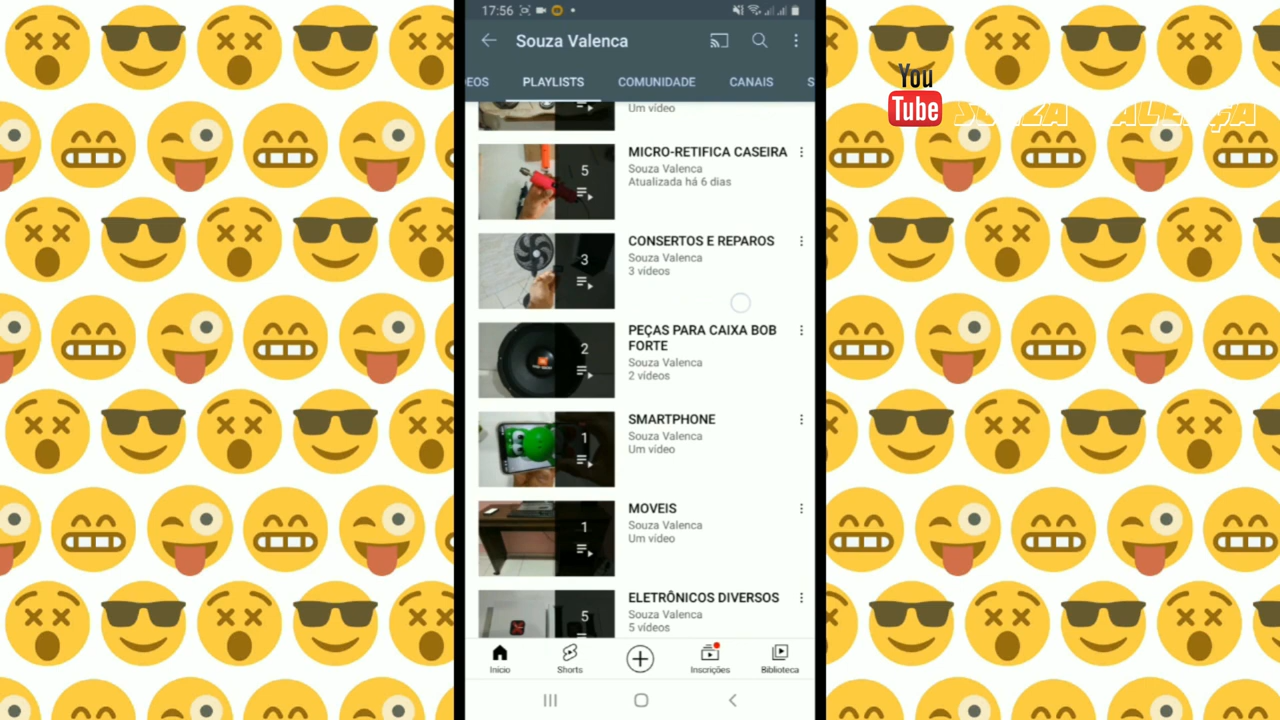 17:56
Souza Valenca
EOS PLAYLISTS COMUNIDADE CANAIS S
Um vídeo
5
MICRO-RETIFICA CASEIRA
Souza Valenca
Atualizada há 6 dias
3
CONSERTOS E REPAROS
Souza Valenca
3 vídeos
2
PEÇAS PARA CAIXA BOB
FORTE
Souza Valenca
2 vídeos
1
SMARTPHONE
Souza Valenca
Um vídeo
1
MOVEIS
Souza Valenca
Um vídeo
5
ELETRÔNICOS DIVERSOS
Souza Valenca
5 vídeos
Início Shorts Inscrições Biblioteca
You
Tube SOUZA VALENÇA